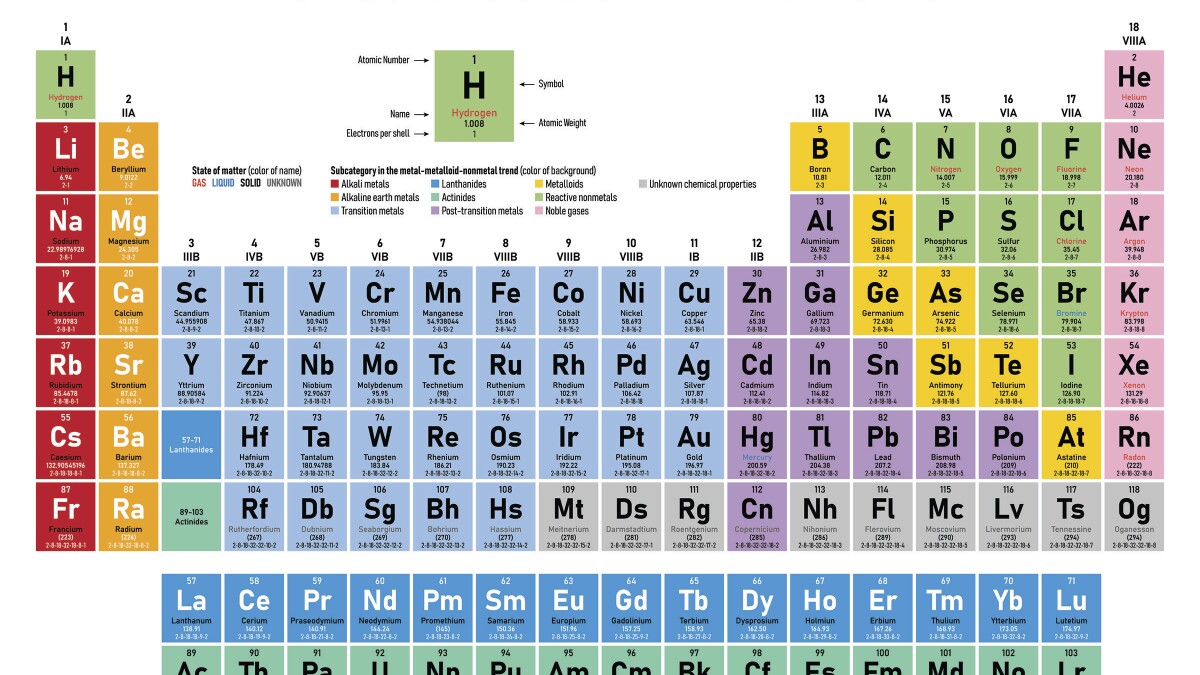 1
IA
18
VIIIA
1
H
Hydrogen
1.008
1
2
He
Helium
4.0026
2
Atomic Number
Name
Electrons per shell
1
H
Hydrogen
1.008
1
Symbol
Atomic Weight
2
IIA
13 14 15 16 17
IIIA IVA VA VIA VIIA
3 4 5 6 7 8 9 10
Li Be B C N O F Ne
Lithium Beryllium Boron Carbon Nitrogen Oxygen Fluorine Neon
6.94 9.0122 10.81 12.011 14.007 15.999 18.998 20.180
2-1 2-2 2-3 2-4 2-5 2-6 2-7 2-8
State of matter (color of name)
GAS LIQUID SOLID UNKNOWN
Subcategory in the metal-metalloid-nonmetal trend (color of background)
Alkali metals
Alkaline earth metals
Transition metals
Lanthanides
Actinides
Post-transition metals
Metalloids
Reactive nonmetals
Noble gases
Unknown chemical properties
11 12 13 14 15 16 17 18
Na Mg Al Si P S Cl Ar
Sodium Magnesium Aluminium Silicon Phosphorus Sulfur Chlorine Argon
22.98976928 24.305 26.982 28.085 30.974 32.06 35.45 39.948
2-8-1 2-8-2 2-8-3 2-8-4 2-8-5 2-8-6 2-8-7 2-8-8
3 4 5 6 7 8 9 10 11 12
IIIB IVB VB VIB VIIB VIIIB VIIIB VIIIB IB IIB
19 20 21 22 23 24 25 26 27 28 29 30 31 32 33 34 35 36
K Ca Sc Ti V Cr Mn Fe Co Ni Cu Zn Ga Ge As Se Br Kr
Potassium Calcium Scandium Titanium Vanadium Chromium Manganese Iron Cobalt Nickel Copper Zinc Gallium Germanium Arsenic Selenium Bromine Krypton
39.0983 40.078 44.955908 47.867 50.9415 51.9961 54.938044 55.845 58.933 58.693 63.546 65.38 69.723 72.630 74.922 78.971 79.904 83.798
2-8-8-1 2-8-8-2 2-8-9-2 2-8-10-2 2-8-11-2 2-8-13-1 2-8-13-2 2-8-14-2 2-8-15-2 2-8-16-2 2-8-18-1 2-8-18-2 2-8-18-3 2-8-18-4 2-8-18-5 2-8-18-6 2-8-18-7 2-8-18-8
37 38 39 40 41 42 43 44 45 46 47 48 49 50 51 52 53 54
Rb Sr Y Zr Nb Mo Tc Ru Rh Pd Ag Cd In Sn Sb Te I Xe
Rubidium Strontium Yttrium Zirconium Niobium Molybdenum Technetium Ruthenium Rhodium Palladium Silver Cadmium Indium Tin Antimony Tellurium Iodine Xenon
85.4678 87.62 88.90584 91.224 92.90637 95.95 (98) 101.07 102.91 106.42 107.87 112.41 114.82 118.71 121.76 127.60 126.90 131.29
2-8-18-8-1 2-8-18-8-2 2-8-18-9-2 2-8-18-10-2 2-8-18-12-1 2-8-18-13-1 2-8-18-13-2 2-8-18-15-1 2-8-18-16-1 2-8-18-18 2-8-18-18-1 2-8-18-18-2 2-8-18-18-3 2-8-18-18-4 2-8-18-18-5 2-8-18-18-6 2-8-18-18-7 2-8-18-18-8
55 56 57-71 72 73 74 75 76 77 78 79 80 81 82 83 84 85 86
Cs Ba Lanthanides Hf Ta W Re Os Ir Pt Au Hg Tl Pb Bi Po At Rn
Caesium Barium Hafnium Tantalum Tungsten Rhenium Osmium Iridium Platinum Gold Mercury Thallium Lead Bismuth Polonium Astatine Radon
132.90545196 137.327 178.49 180.94788 183.84 186.21 190.23 192.22 195.08 196.97 200.59 204.38 207.2 208.98 (209) (210) (222)
2-8-18-18-8-1 2-8-18-18-8-2 2-8-18-32-10-2 2-8-18-32-11-2 2-8-18-32-12-2 2-8-18-32-13-2 2-8-18-32-14-2 2-8-18-32-15-2 2-8-18-32-17-1 2-8-18-32-18-1 2-8-18-32-18-2 2-8-18-32-18-3 2-8-18-32-18-4 2-8-18-32-18-5 2-8-18-32-18-6 2-8-18-32-18-7 2-8-18-32-18-8
87 88 89-103 104 105 106 107 108 109 110 111 112 113 114 115 116 117 118
Fr Ra Actinides Rf Db Sg Bh Hs Mt Ds Rg Cn Nh Fl Mc Lv Ts Og
Francium Radium Rutherfordium Dubnium Seaborgium Bohrium Hassium Meitnerium Darmstadtium Roentgenium Copernicium Nihonium Flerovium Moscovium Livermorium Tennessine Oganesson
(223) (226) (267) (268) (269) (270) (277) (278) (281) (282) (285) (286) (289) (290) (293) (294) (294)
2-8-18-32-18-8-1 2-8-18-32-18-8-2 2-8-18-32-32-10-2 2-8-18-32-32-11-2 2-8-18-32-32-12-2 2-8-18-32-32-13-2 2-8-18-32-32-14-2 2-8-18-32-32-15-2 2-8-18-32-32-17-1 2-8-18-32-32-17-2 2-8-18-32-32-18-2 2-8-18-32-32-18-3 2-8-18-32-32-18-4 2-8-18-32-32-18-5 2-8-18-32-32-18-6 2-8-18-32-32-18-7 2-8-18-32-32-18-8
57 58 59 60 61 62 63 64 65 66 67 68 69 70 71
La Ce Pr Nd Pm Sm Eu Gd Tb Dy Ho Er Tm Yb Lu
Lanthanum Cerium Praseodymium Neodymium Promethium Samarium Europium Gadolinium Terbium Dysprosium Holmium Erbium Thulium Ytterbium Lutetium
138.91 140.12 140.91 144.24 (145) 150.36 151.96 157.25 158.93 162.50 164.93 167.26 168.93 173.05 174.97
2-8-18-18-9-2 2-8-18-19-9-2 2-8-18-21-8-2 2-8-18-22-8-2 2-8-18-23-8-2 2-8-18-24-8-2 2-8-18-25-8-2 2-8-18-25-9-2 2-8-18-27-8-2 2-8-18-28-8-2 2-8-18-29-8-2 2-8-18-30-8-2 2-8-18-31-8-2 2-8-18-32-8-2 2-8-18-32-9-2
89 90 91 92 93 94 95 96 97 98 99 100 101 102 103
Ac Th Pa U Np Pu Am Cm Bk Cf Es Fm Md No Lr